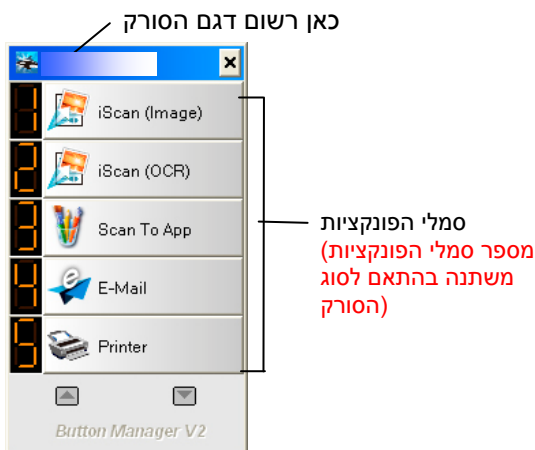 כאן רשום דגם הסורק
1 iScan (Image)
2 iScan (OCR)
3 Scan To App
4 E-Mail
5 Printer
Button Manager V2
סמלי הפונקציות
(מספר סמלי הפונקציות
משתנה בהתאם לסוג
הסורק)